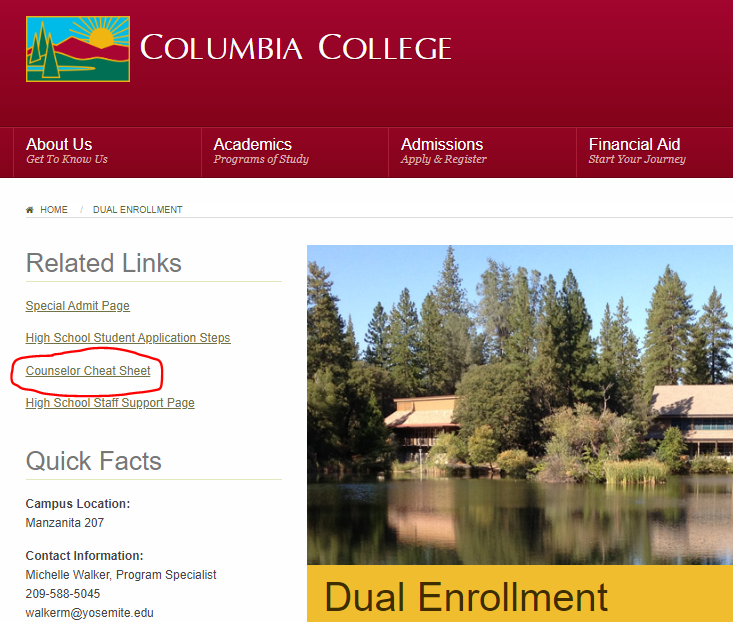 COLUMBIA COLLEGE
About Us
Get To Know Us
Academics
Programs of Study
Admissions
Apply & Register
Financial Aid
Start Your Journey
HOME / DUAL ENROLLMENT
Related Links
Special Admit Page
High School Student Application Steps
Counselor Cheat Sheet
High School Staff Support Page
Quick Facts
Campus Location:
Manzanita 207
Contact Information:
Michelle Walker, Program Specialist
209-588-5045
walkerm@yosemite.edu
Dual Enrollment